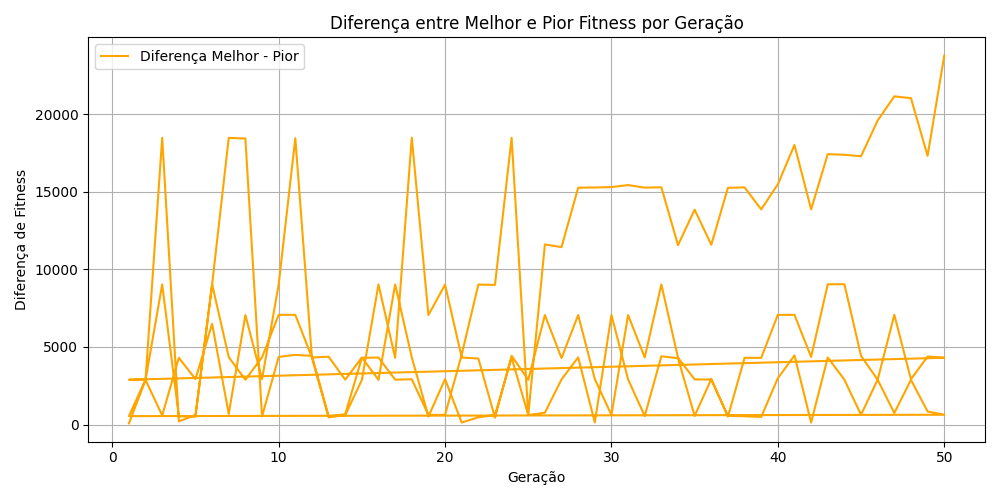 Diferença entre Melhor e Pior Fitness por Geração
Diferença Melhor - Pior
Diferença de Fitness
20000
15000
10000
5000
0
0 10 20 30 40 50
Geração